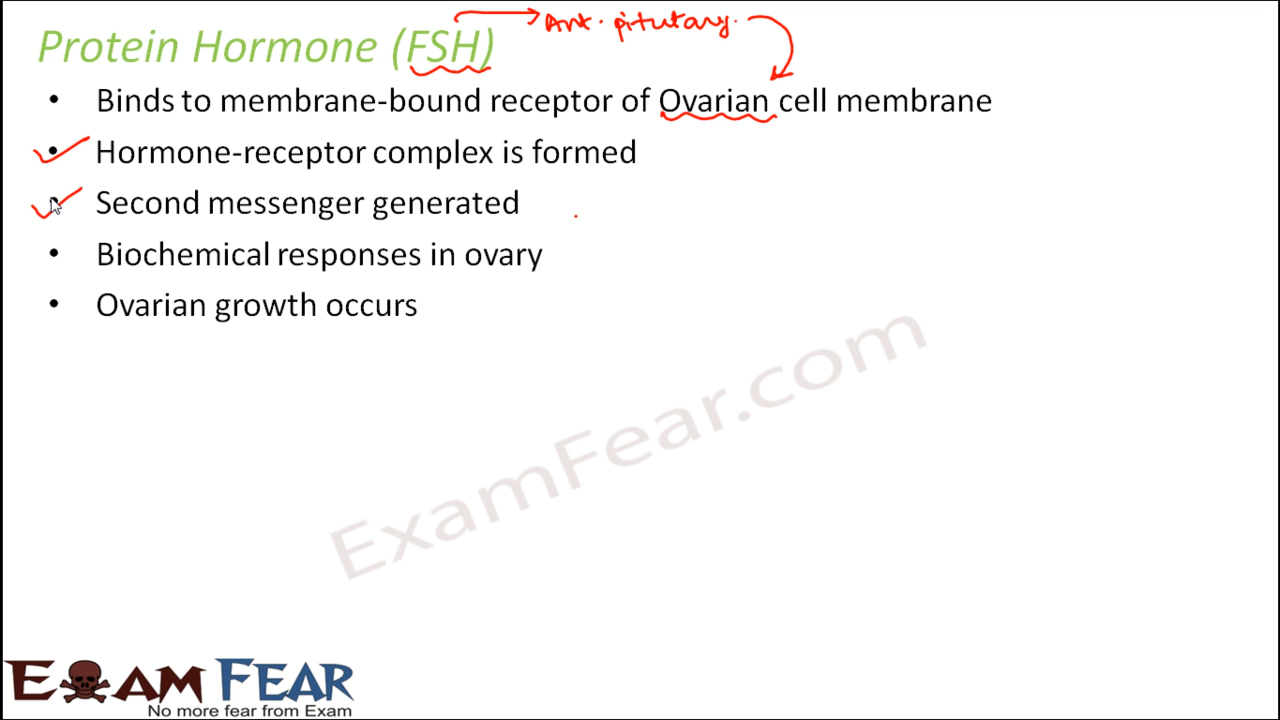 Protein Hormone (FSH)
Ant. pitutary.
• Binds to membrane-bound receptor of Ovarian cell membrane
• Hormone-receptor complex is formed
• Second messenger generated
• Biochemical responses in ovary
• Ovarian growth occurs
ExamFear.com
EXAM FEAR
No more fear from Exam